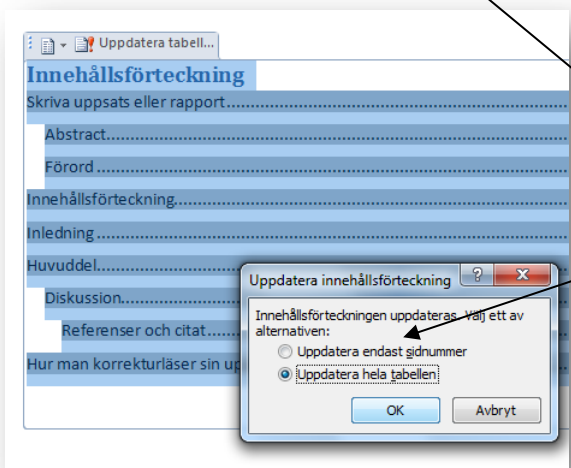 Uppdatera tabell...
Innehållsförteckning
Skriva uppsats eller rapport
Abstract
Förord
Innehållsförteckning
Inledning
Huvuddel
Diskussion
Referenser och citat
Hur man korrekturläser sin
Uppdatera innehållsförteckning
Innehållsförteckningen uppdateras. Välj ett av
alternativen:
Uppdatera endast sidnummer
Uppdatera hela tabellen
OK Avbryt